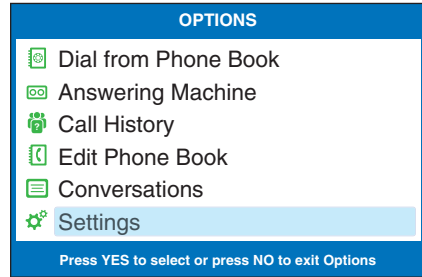 OPTIONS
Dial from Phone Book
Answering Machine
Call History
Edit Phone Book
Conversations
Settings
Press YES to select or press NO to exit Options